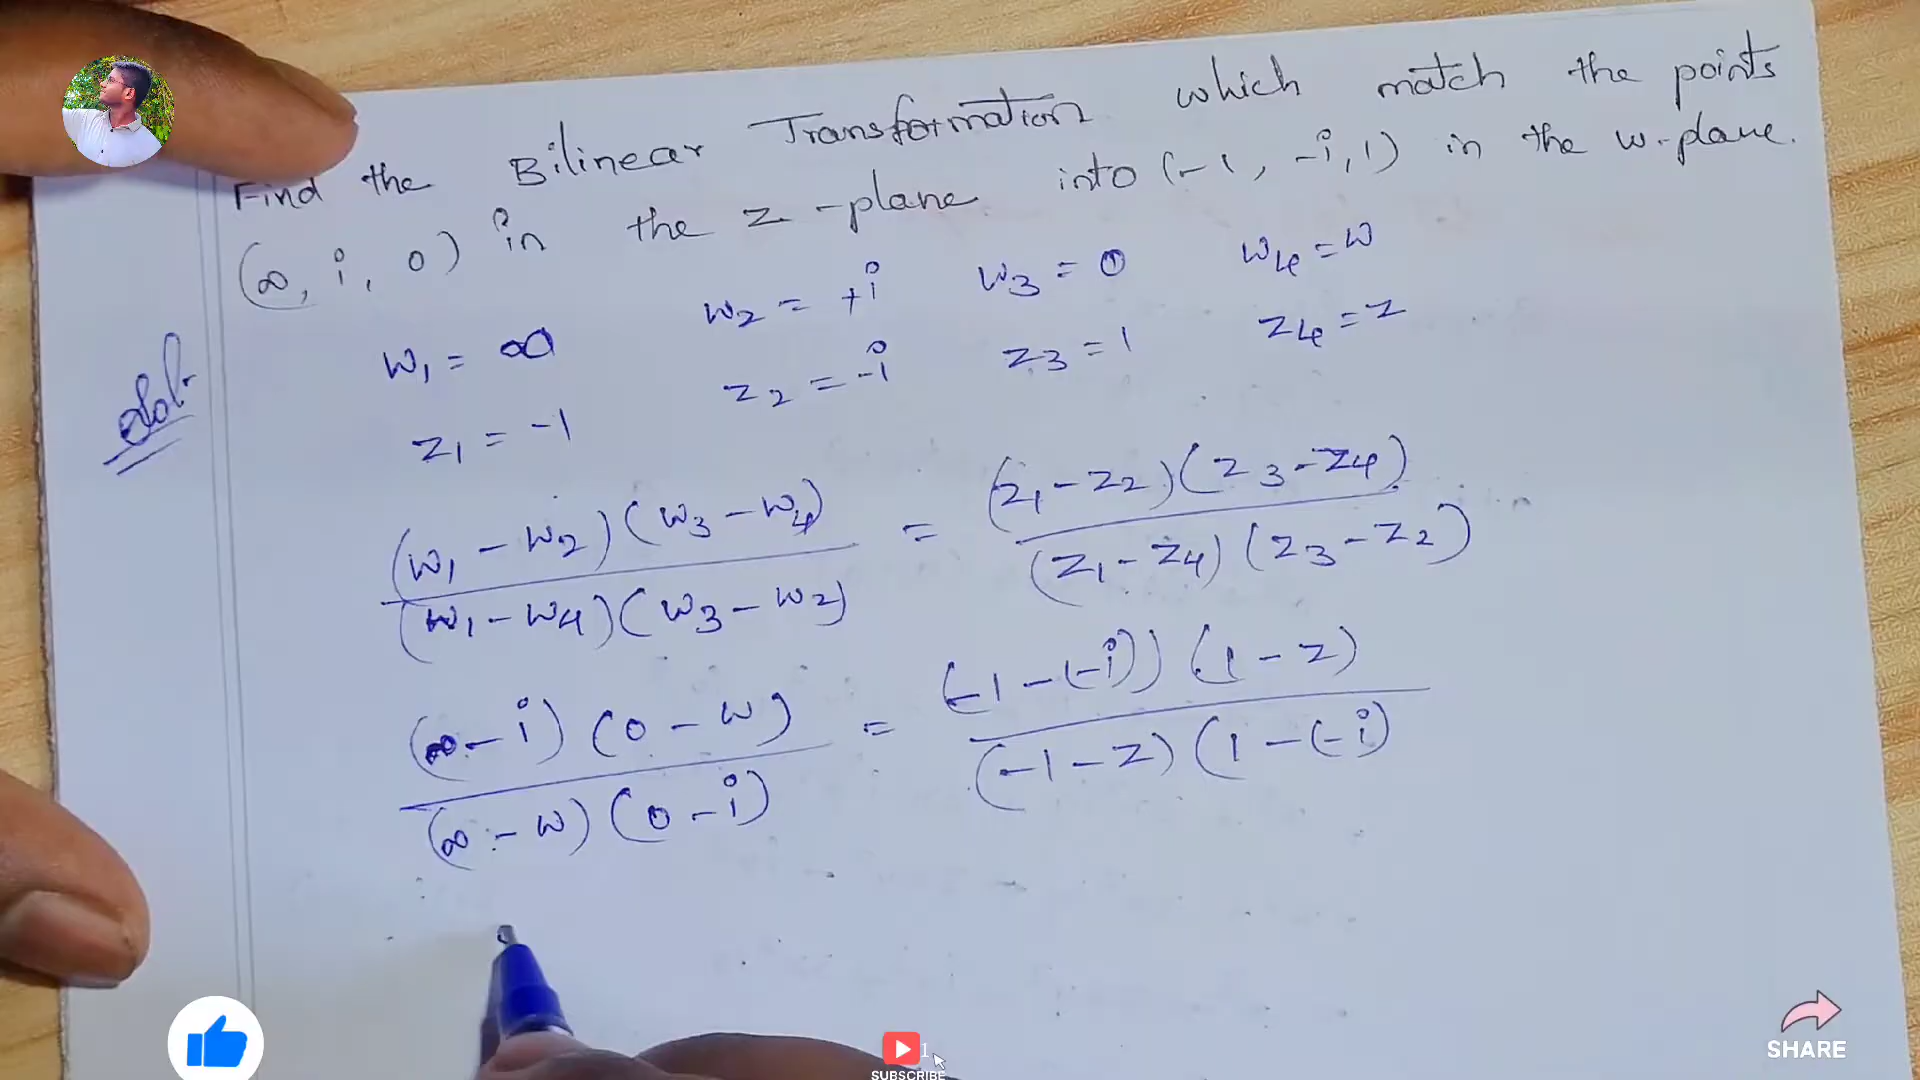 Find the Bilinear Transformation which match the points
(∞, i, 0) in the z-plane into (-1, -i, 1) in the w-plane.
Sol:-
w₁ = ∞ w₂ = +i w₃ = 0 w₄ = w
z₁ = -1 z₂ = -i z₃ = 1 z₄ = z
(w₁ - w₂)(w₃ - w₄) / (w₁ - w₄)(w₃ - w₂) = (z₁ - z₂)(z₃ - z₄) / (z₁ - z₄)(z₃ - z₂)
(∞ - i)(0 - w) / (∞ - w)(0 - i) = (-1 - (-i))(1 - z) / (-1 - z)(1 - (-i)
SUBSCRIBE
SHARE